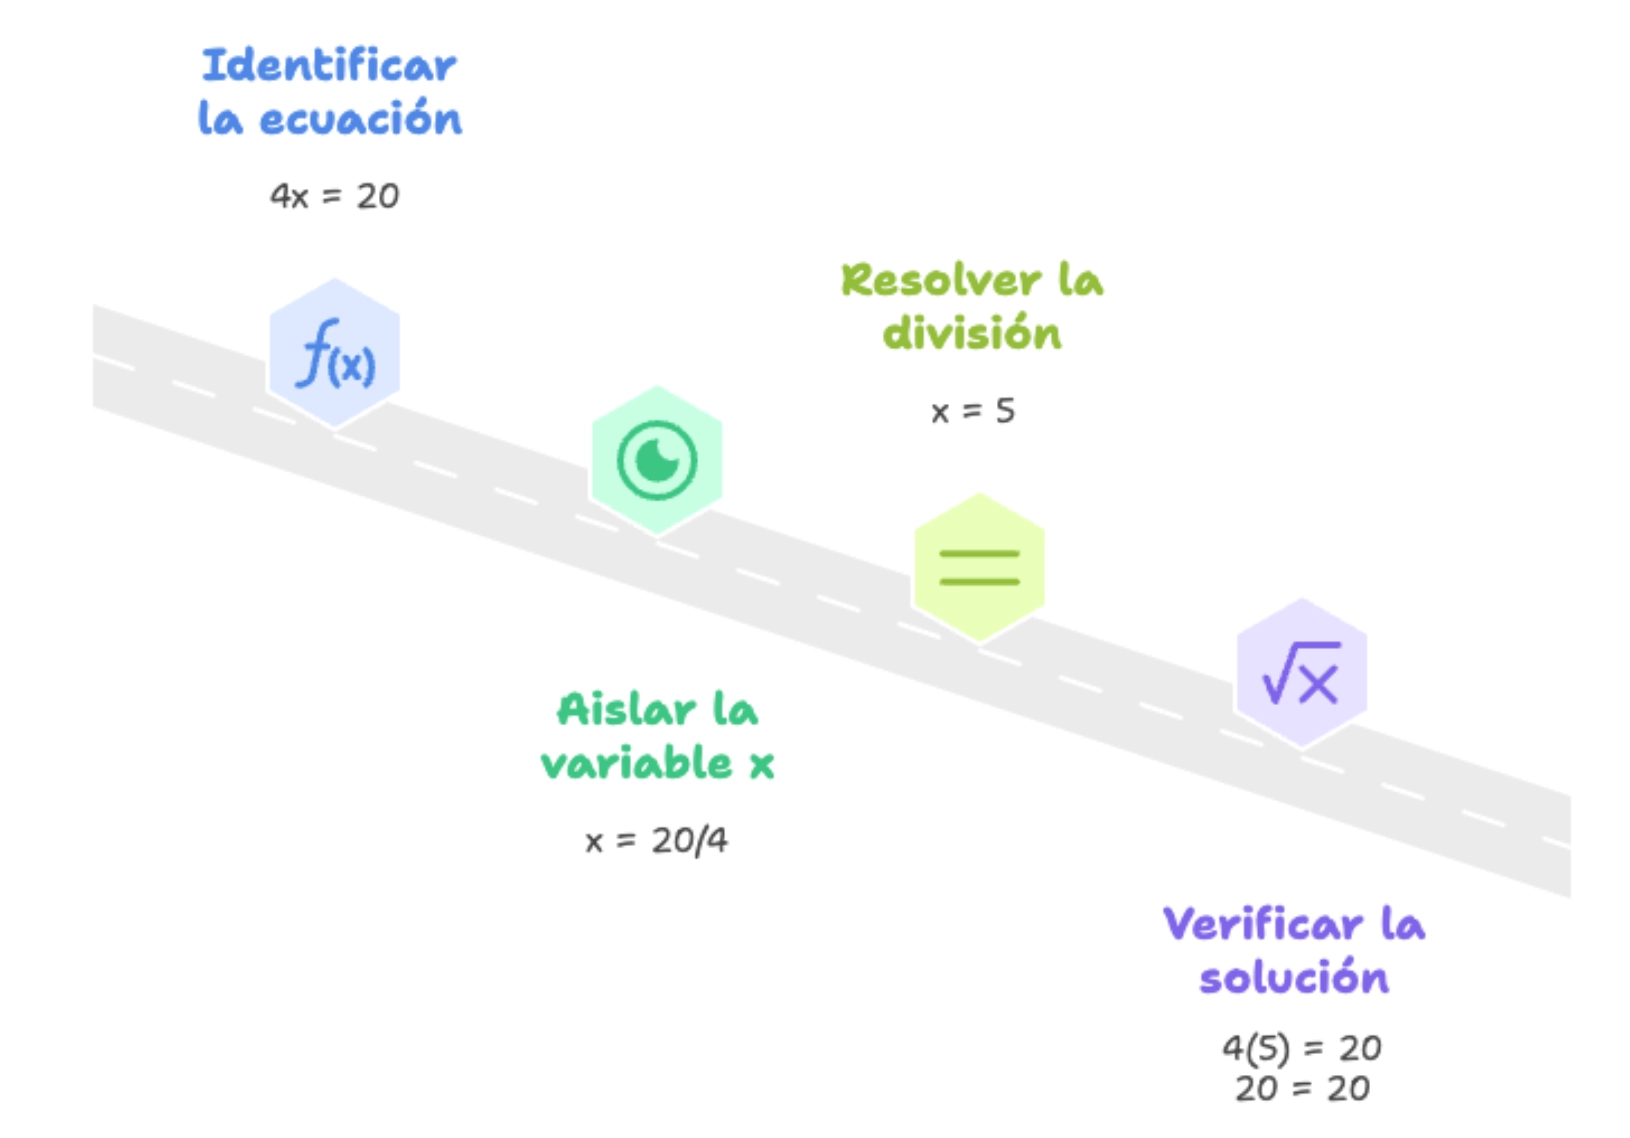 Identificar
la ecuación
4x = 20
f(x)
Aislar la
variable x
x = 20/4
Resolver la
división
x = 5
=
√x
Verificar la
solución
4(5) = 20
20 = 20